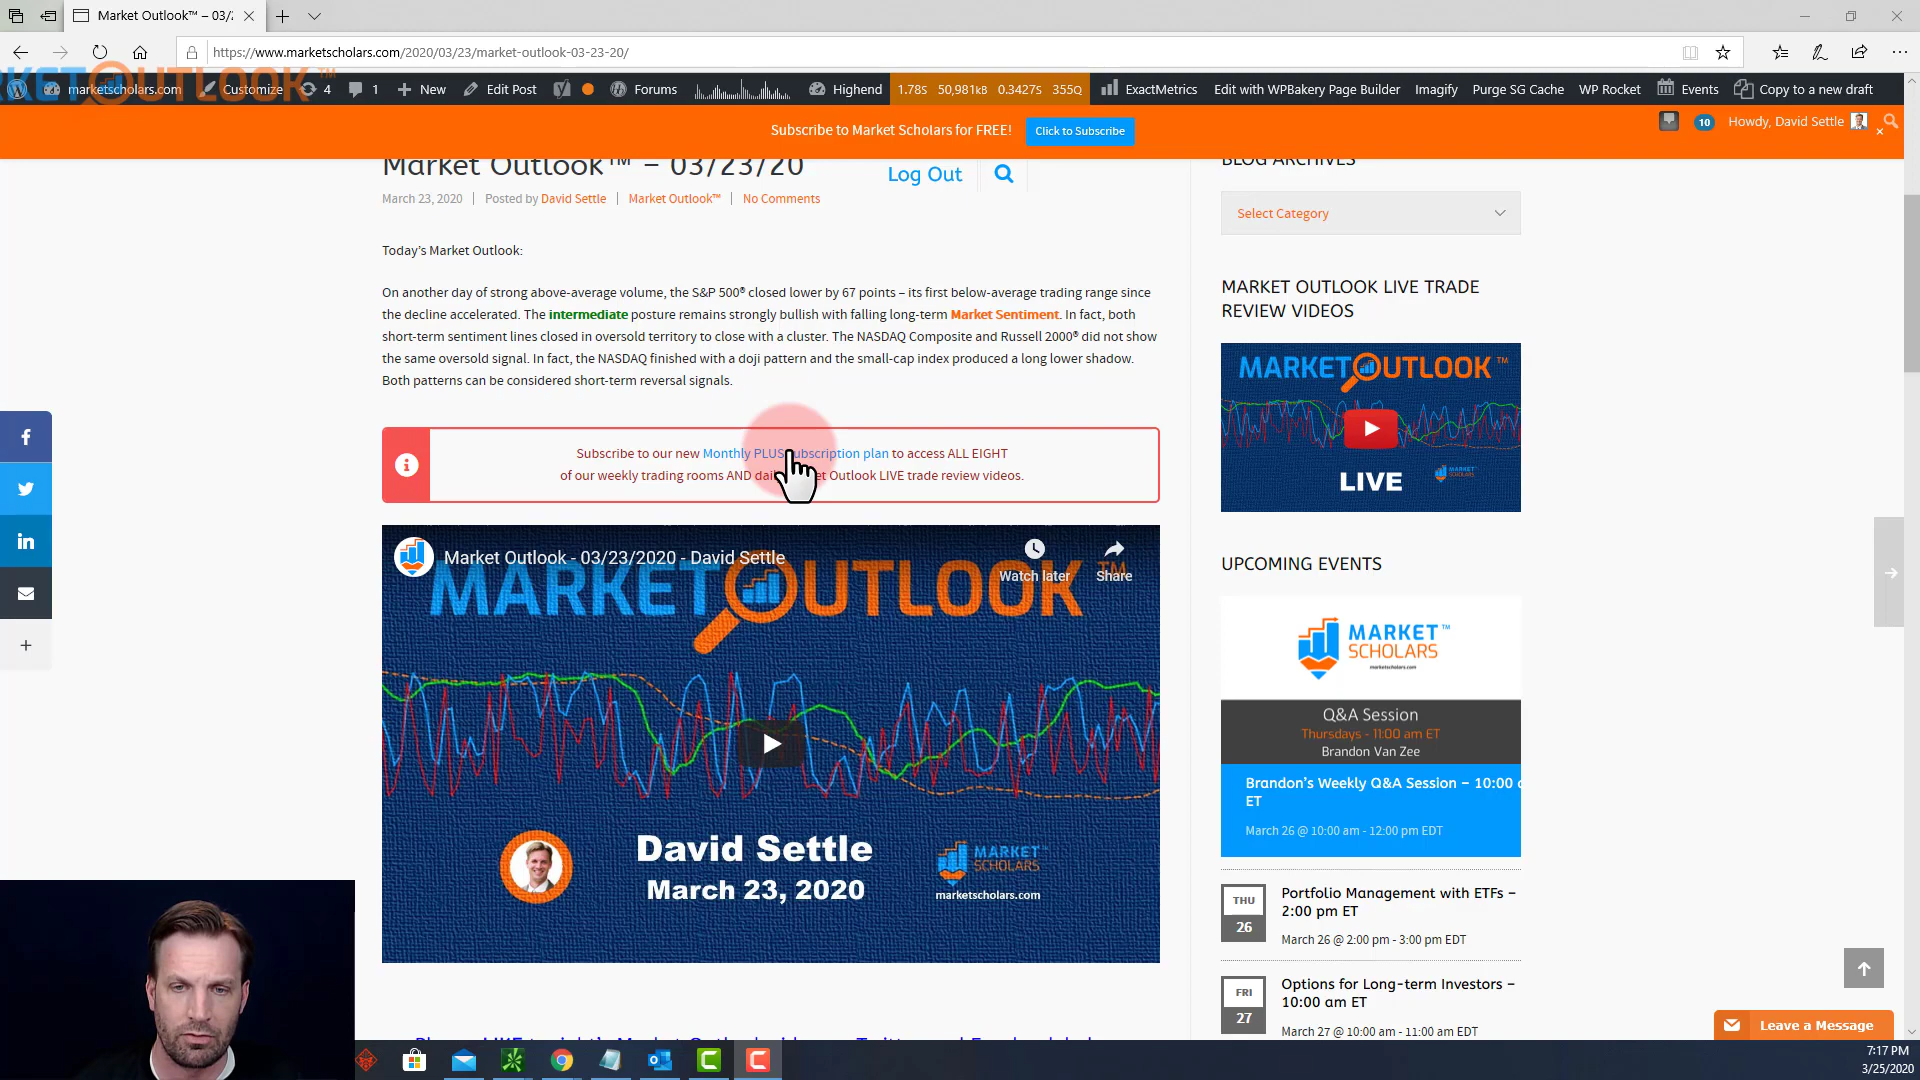 Market Outlook™ – 03/2
https://www.marketscholars.com/2020/03/23/market-outlook-03-23-20/
marketscholars.com
Customize
4
1
New
Edit Post
Forums
Highend
1.78S 50,981KB 0.3427S 355Q
ExactMetrics
Edit with WPBakery Page Builder
Imagify
Purge SG Cache
WP Rocket
Events
Copy to a new draft
Subscribe to Market Scholars for FREE!
Click to Subscribe
10
Howdy, David Settle
Market Outlook™ – 03/23/20
Log Out
March 23, 2020 | Posted by David Settle | Market Outlook™ | No Comments
Today's Market Outlook:
On another day of strong above-average volume, the S&P 500® closed lower by 67 points – its first below-average trading range since
the decline accelerated. The intermediate posture remains strongly bullish with falling long-term Market Sentiment. In fact, both
short-term sentiment lines closed in oversold territory to close with a cluster. The NASDAQ Composite and Russell 2000® did not show
the same oversold signal. In fact, the NASDAQ finished with a doji pattern and the small-cap index produced a long lower shadow.
Both patterns can be considered short-term reversal signals.
Subscribe to our new Monthly PLUS subscription plan to access ALL EIGHT
of our weekly trading rooms AND Outlook LIVE trade review videos.
Market Outlook - 03/23/2020 - David Settle
Watch later
Share
MARKET OUTLOOK™
David Settle
March 23, 2020
MARKET
SCHOLARS
marketscholars.com
BLOG ARCHIVES
Select Category
MARKET OUTLOOK LIVE TRADE
REVIEW VIDEOS
MARKET OUTLOOK™
LIVE
UPCOMING EVENTS
MARKET™
SCHOLARS
marketscholars.com
Q&A Session
Thursdays - 11:00 am ET
Brandon Van Zee
Brandon's Weekly Q&A Session – 10:00
ET
March 26 @ 10:00 am - 12:00 pm EDT
THU
26
Portfolio Management with ETFs –
2:00 pm ET
March 26 @ 2:00 pm - 3:00 pm EDT
FRI
27
Options for Long-term Investors –
10:00 am ET
March 27 @ 10:00 am - 11:00 am EDT
Leave a Message
7:17 PM
3/25/2020